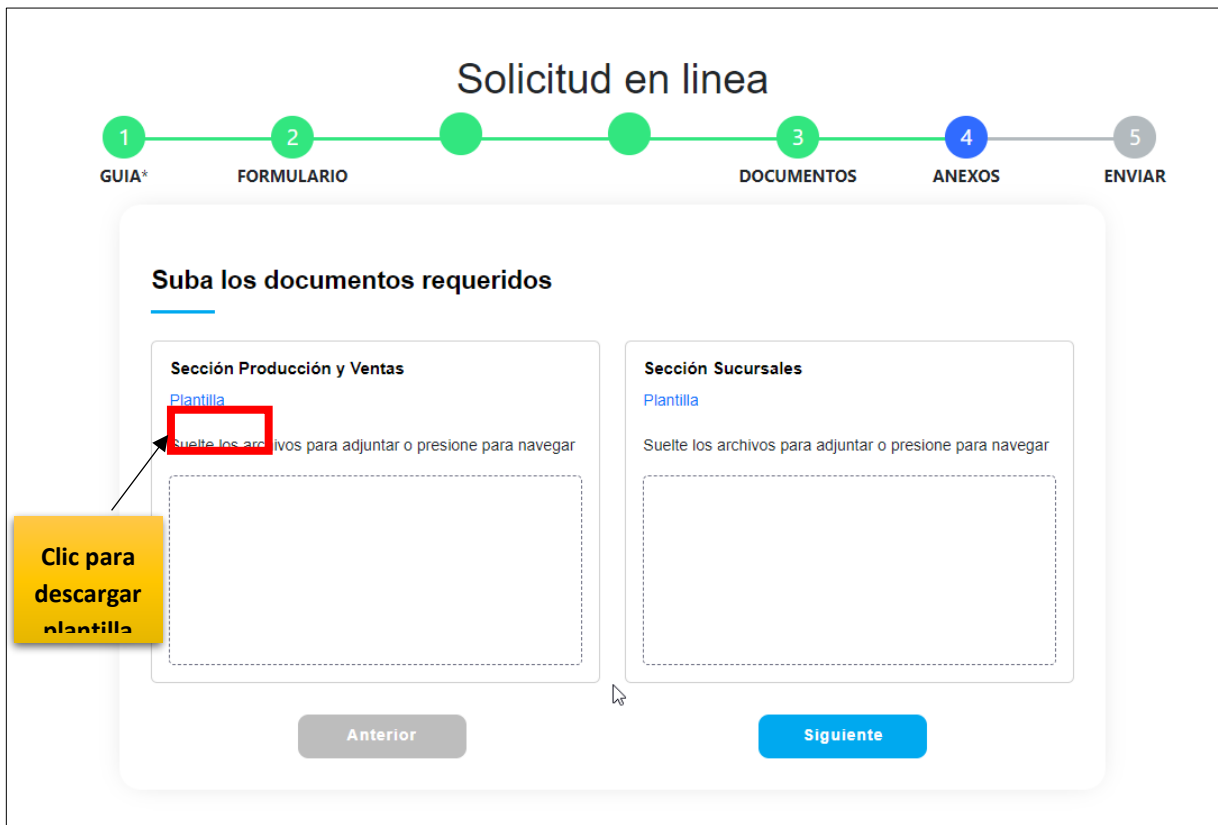 Solicitud en linea
1
2
3
4
5
GUIA*
FORMULARIO
DOCUMENTOS
ANEXOS
ENVIAR
Suba los documentos requeridos
Sección Producción y Ventas
Plantilla
Suelte los archivos para adjuntar o presione para navegar
Sección Sucursales
Plantilla
Suelte los archivos para adjuntar o presione para navegar
Clic para
descargar
plantilla
Anterior
Siguiente